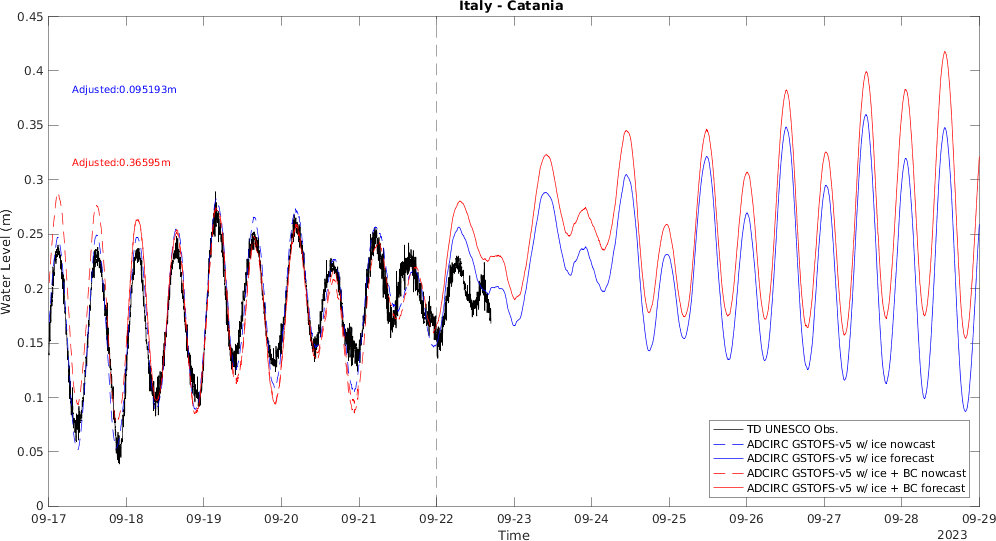 Italy - Catania
0.45
0.4
0.35
0.3
0.25
0.2
0.15
0.1
0.05
0
Water Level (m)
Adjusted:0.095193m
Adjusted:0.36595m
TD UNESCO Obs.
ADCIRC GSTOFS-v5 w/ ice nowcast
ADCIRC GSTOFS-v5 w/ ice forecast
ADCIRC GSTOFS-v5 w/ ice + BC nowcast
ADCIRC GSTOFS-v5 w/ ice + BC forecast
09-17 09-18 09-19 09-20 09-21 09-22 09-23 09-24 09-25 09-26 09-27 09-28 09-29
Time
2023